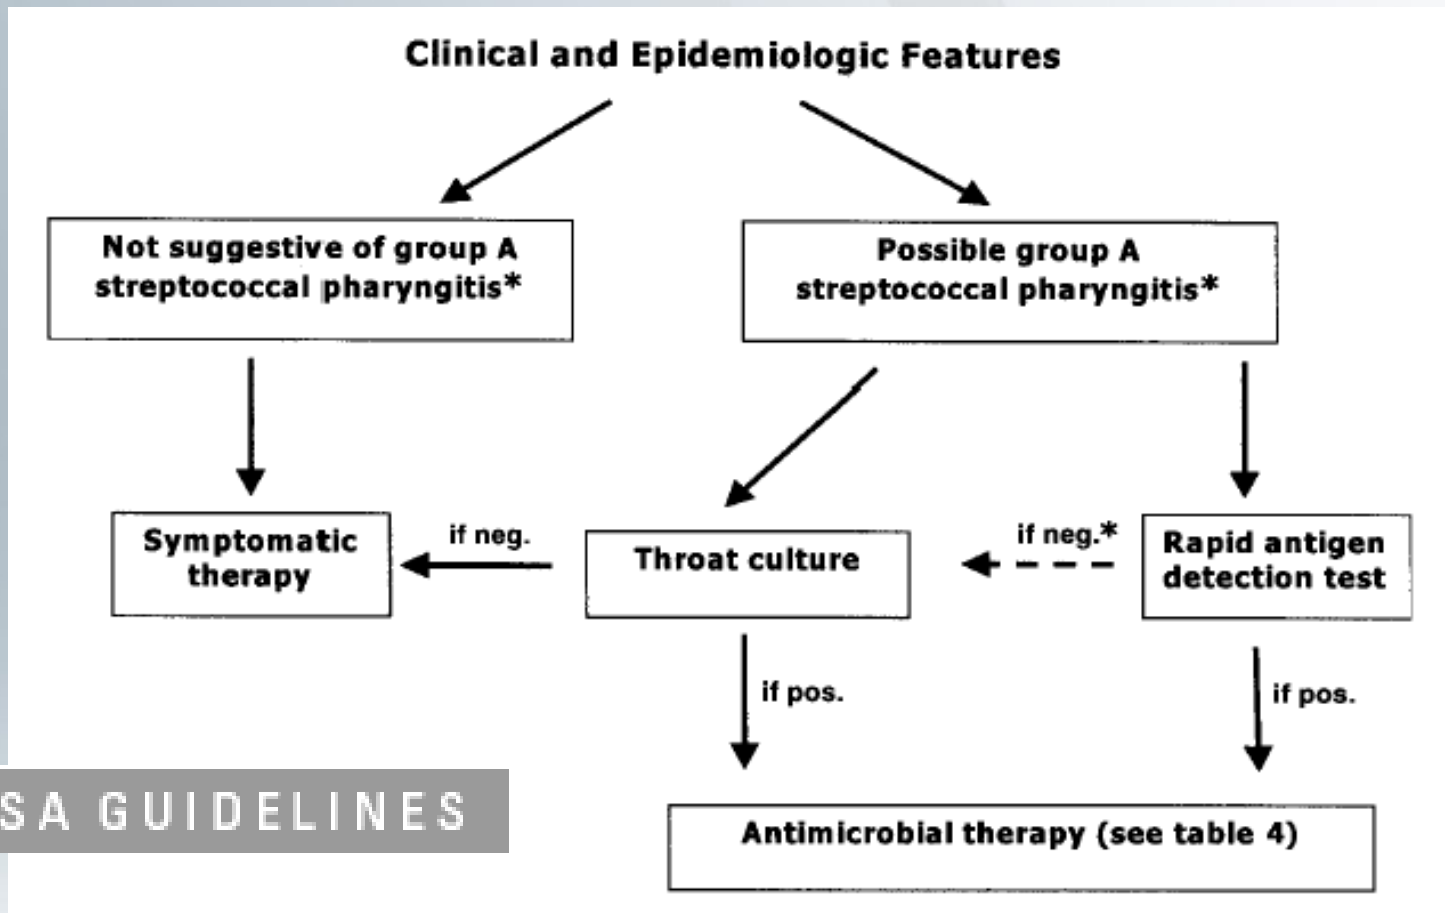 Clinical and Epidemiologic Features
Not suggestive of group A
streptococcal pharyngitis*
Possible group A
streptococcal pharyngitis*
Symptomatic
therapy
if neg.
Throat culture
if neg.*
Rapid antigen
detection test
if pos.
if pos.
SA GUIDELINES
Antimicrobial therapy (see table 4)